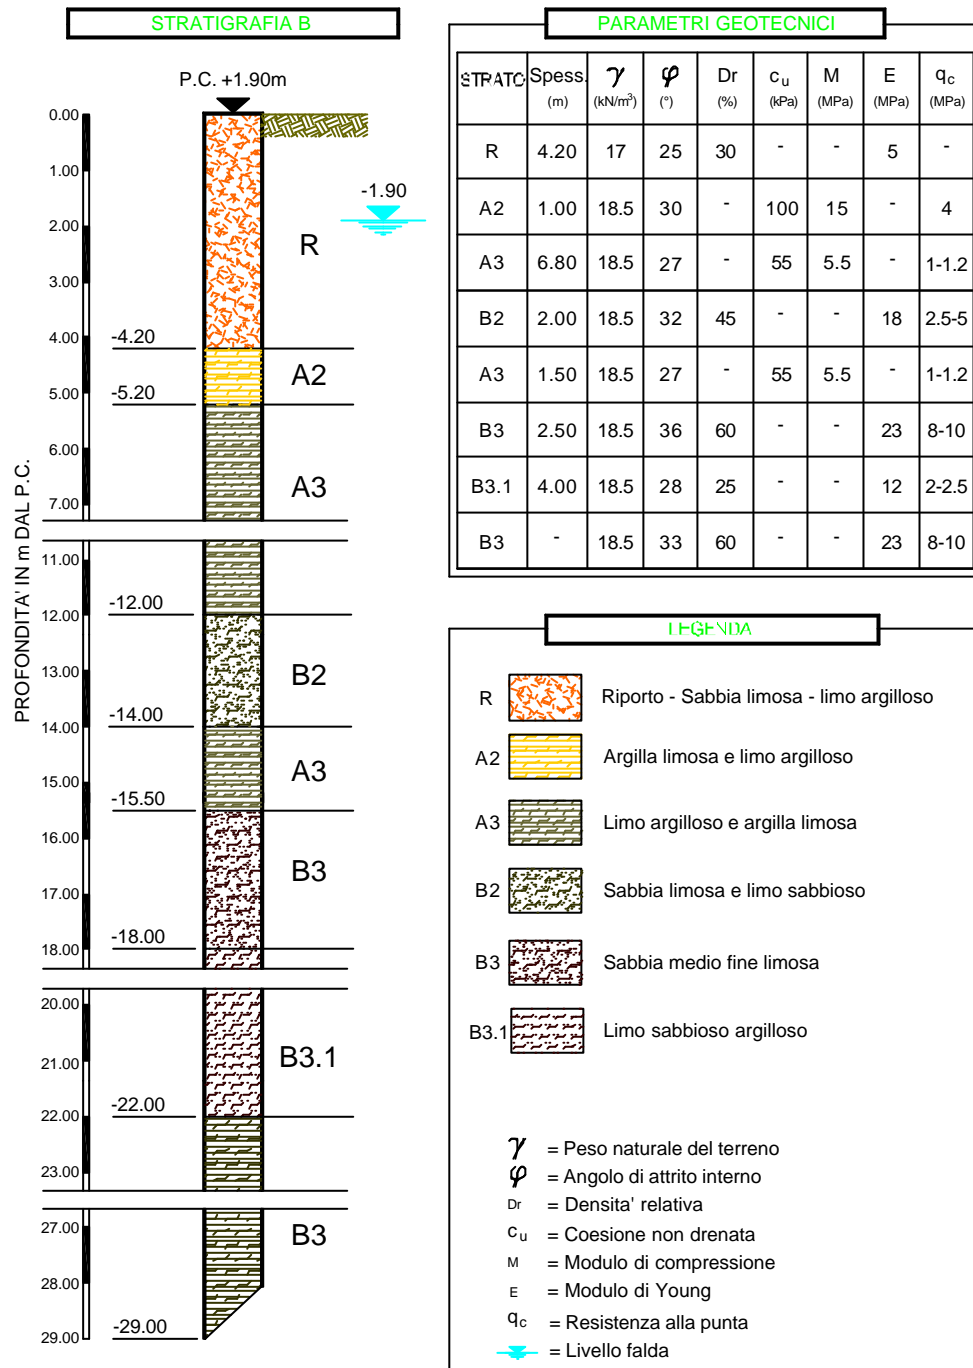 STRATIGRAFIA B
P.C. +1.90m
PROFONDITA' IN m DAL P.C.
0.00
1.00
2.00
3.00
4.00
5.00
6.00
7.00
11.00
12.00
13.00
14.00
15.00
16.00
17.00
18.00
20.00
21.00
22.00
23.00
27.00
28.00
29.00
-1.90
-4.20
-5.20
-12.00
-14.00
-15.50
-18.00
-22.00
-29.00
R
A2
A3
B2
A3
B3
B3.1
B3
PARAMETRI GEOTECNICI
STRATO Spess. γ φ Dr cu M E qc
(m) (kN/m³) (°) (%) (kPa) (MPa) (MPa) (MPa)
R 4.20 17 25 30 - - 5 -
A2 1.00 18.5 30 - 100 15 - 4
A3 6.80 18.5 27 - 55 5.5 - 1-1.2
B2 2.00 18.5 32 45 - - 18 2.5-5
A3 1.50 18.5 27 - 55 5.5 - 1-1.2
B3 2.50 18.5 36 60 - - 23 8-10
B3.1 4.00 18.5 28 25 - - 12 2-2.5
B3 - 18.5 33 60 - - 23 8-10
LEGENDA
R Riporto - Sabbia limosa - limo argilloso
A2 Argilla limosa e limo argilloso
A3 Limo argilloso e argilla limosa
B2 Sabbia limosa e limo sabbioso
B3 Sabbia medio fine limosa
B3.1 Limo sabbioso argilloso
γ = Peso naturale del terreno
φ = Angolo di attrito interno
Dr = Densita' relativa
cu = Coesione non drenata
M = Modulo di compressione
E = Modulo di Young
qc = Resistenza alla punta
= Livello falda